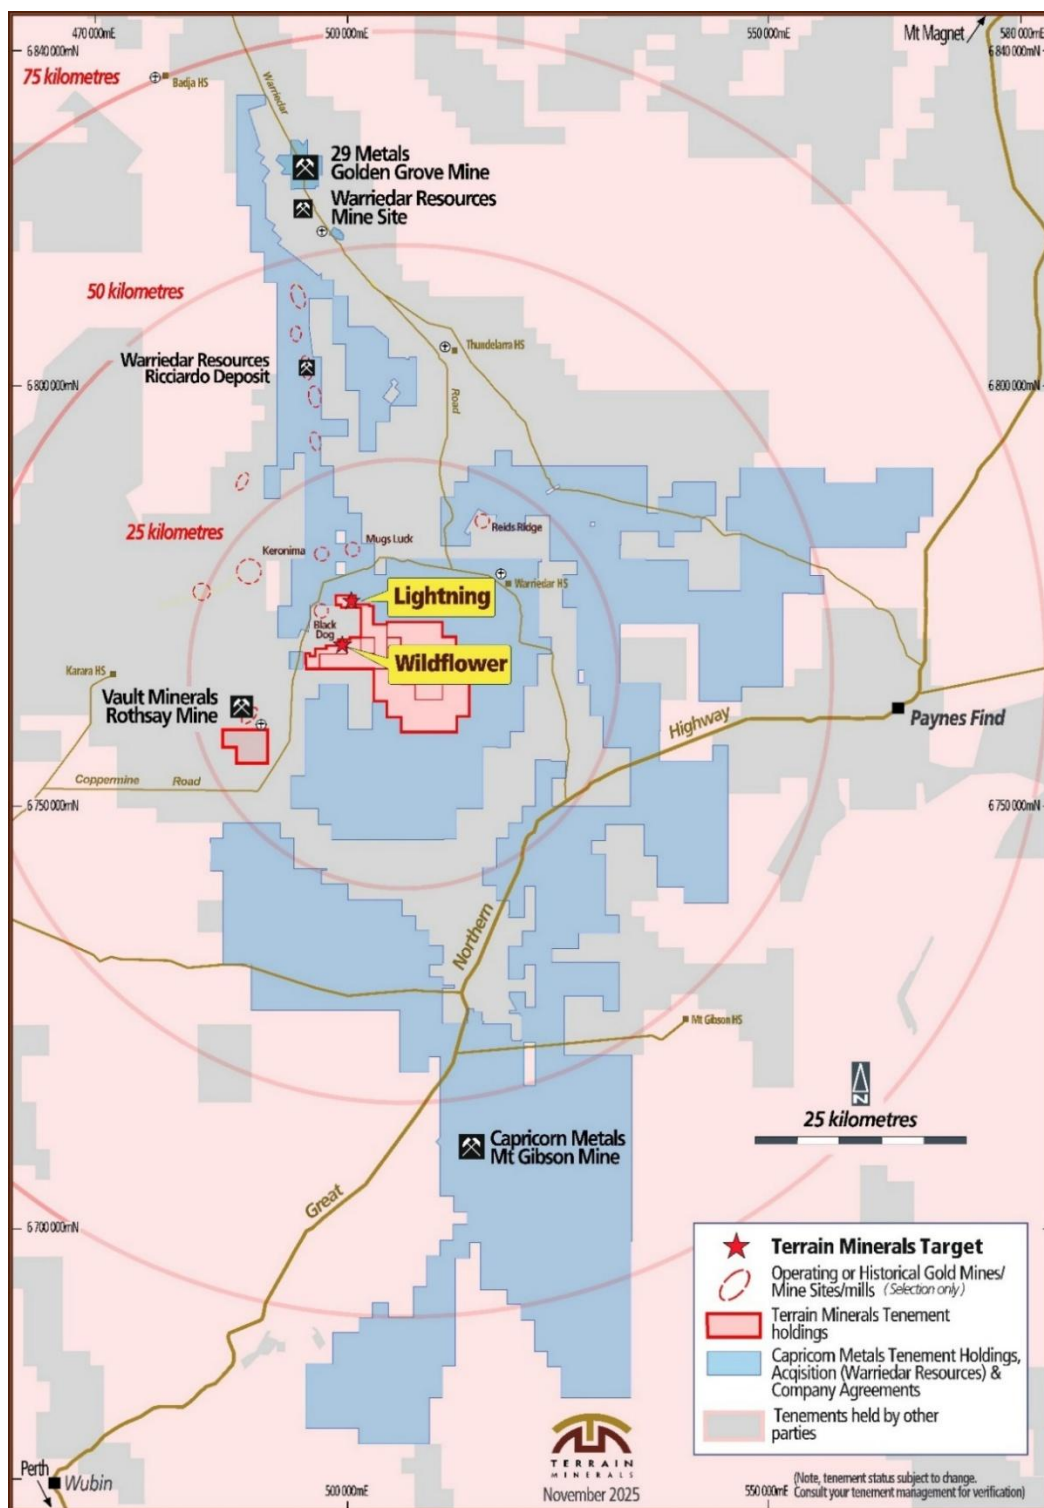 470 000mE
500 000mE
550 000mE
Mt Magnet
580 000mE
6 840 000mN
6 840 000mN
75 kilometres
Badja HS
Warriedar
29 Metals
Golden Grove Mine
Warriedar Resources
Mine Site
50 kilometres
Thundelarra HS
Warriedar Resources
Ricciardo Deposit
6 800 000mN
6 800 000mN
Road
25 kilometres
Reids Ridge
Mugs Luck
Keronima
Warriedar HS
Lightning
Black
Dog
Wildflower
Karara HS
Vault Minerals
Rothsay Mine
Highway
Paynes Find
Coppermine Road
6 750 000mN
6 750 000mN
Northern
Mt Gibson HS
N
25 kilometres
Capricorn Metals
Mt Gibson Mine
Great
6 700 000mN
Terrain Minerals Target
Operating or Historical Gold Mines/
Mine Sites/mills (Selection only)
Terrain Minerals Tenement
holdings
Capricorn Metals Tenement Holdings,
Acqisition (Warriedar Resources) &
Company Agreements
Tenements held by other
parties
TERRAIN
MINERALS
November 2025
Perth
Wubin
500 000mE
550 000mE
(Note, tenement status subject to change.
Consult your tenement management for verification)